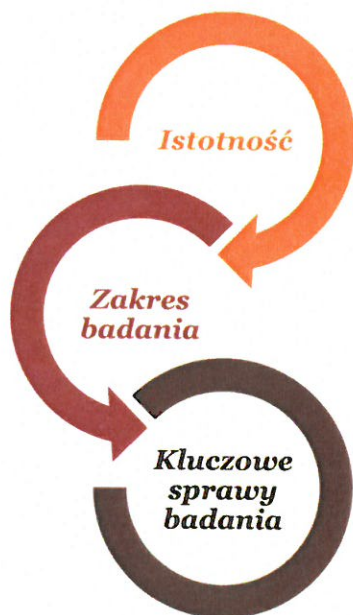 Istotność
Zakres
badania
Kluczowe
sprawy
badania